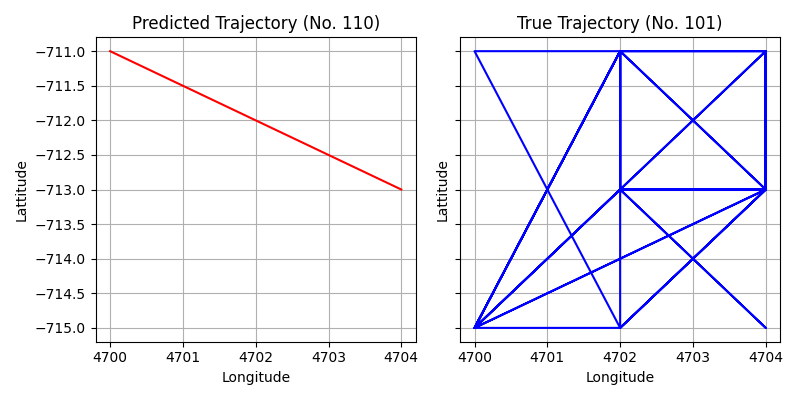 Predicted Trajectory (No. 110)
True Trajectory (No. 101)
−711.0
−711.5
−712.0
−712.5
−713.0
−713.5
−714.0
−714.5
−715.0
Lattitude
Lattitude
4700 4701 4702 4703 4704
4700 4701 4702 4703 4704
Longitude
Longitude